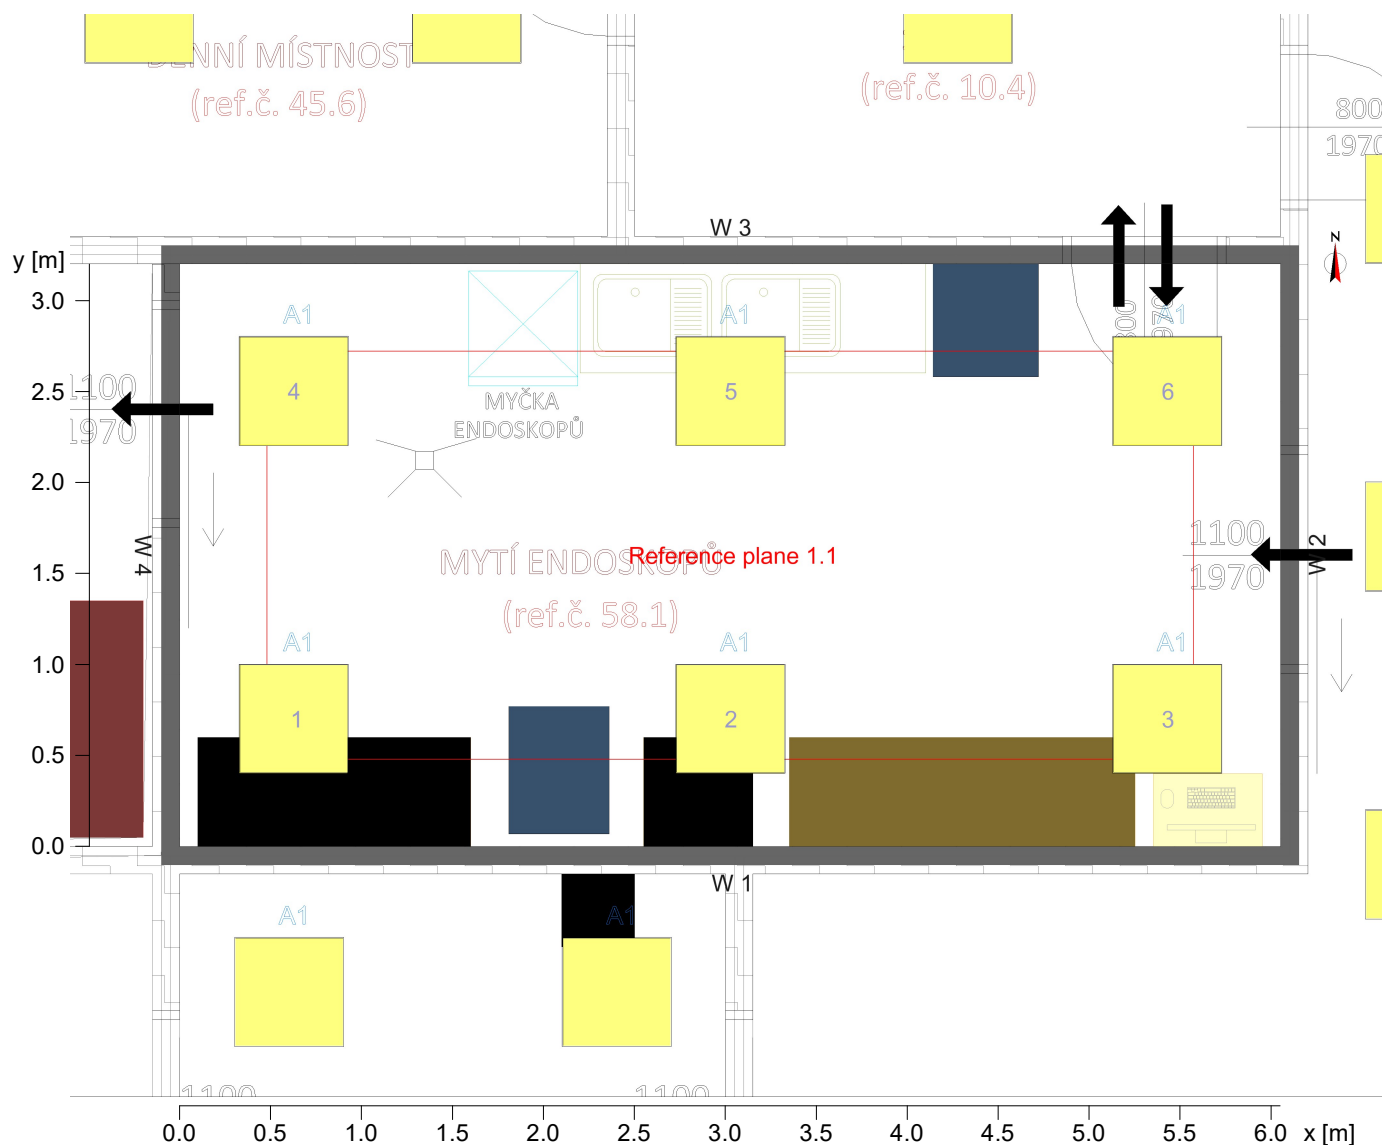 DENNÍ MÍSTNOST
(ref.č. 45.6)
(ref.č. 10.4)
800
1970
W 3
y [m]
z
3.0
A1
A1
A1
800
1970
2.5
1100
1970
4
5
6
MYČKA
ENDOSKOPŮ
2.0
W 4
1.5
MYTÍ ENDOSKOPŮ
Reference plane 1.1
(ref.č. 58.1)
1100
1970
W 2
1.0
A1
A1
A1
1
2
3
0.5
0.0
W 1
A1
A1
1100
1100
0.0 0.5 1.0 1.5 2.0 2.5 3.0 3.5 4.0 4.5 5.0 5.5 6.0 x [m]